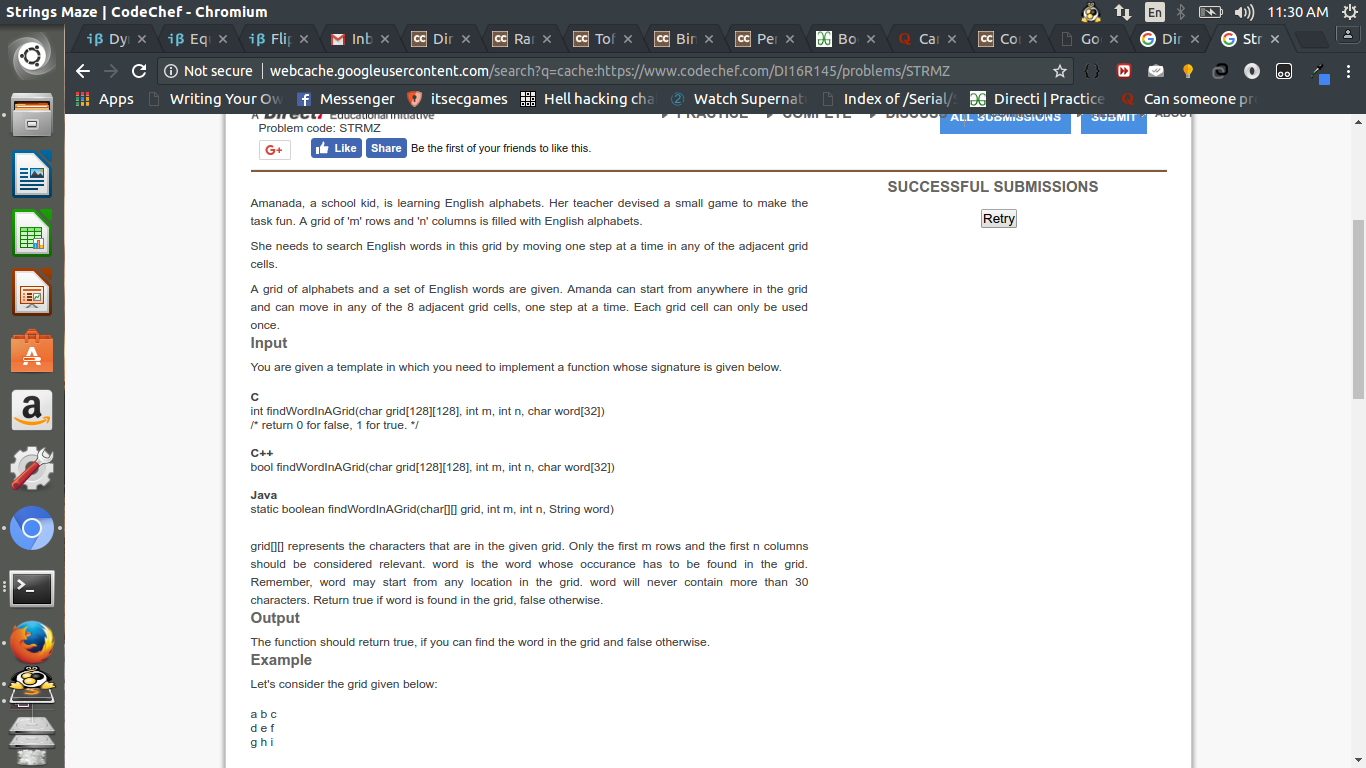 Strings Maze | CodeChef - Chromium
En
11:30 AM
iβ Dy
iβ Equ
iβ Flip
Inb
CC Dir
CC Rar
CC Tof
CC Bin
CC Per
Bo
Q Car
CC Co
Go
G Dir
G Str
Not secure | webcache.googleusercontent.com/search?q=cache:https://www.codechef.com/DI16R145/problems/STRMZ
Apps
Writing Your Ow
Messenger
itsecgames
Hell hacking cha
Watch Supernat
Index of /Serial/S
Directi | Practice
Can someone pr
A Directi Educational Initiative
PRACTICE
COMPETE
DISCUSS
ALL SUBMISSIONS
SUBMIT
ABOUT
Problem code: STRMZ
G+
Like
Share
Be the first of your friends to like this.
SUCCESSFUL SUBMISSIONS
Retry
Amanada, a school kid, is learning English alphabets. Her teacher devised a small game to make the
task fun. A grid of 'm' rows and 'n' columns is filled with English alphabets.
She needs to search English words in this grid by moving one step at a time in any of the adjacent grid
cells.
A grid of alphabets and a set of English words are given. Amanda can start from anywhere in the grid
and can move in any of the 8 adjacent grid cells, one step at a time. Each grid cell can only be used
once.
Input
You are given a template in which you need to implement a function whose signature is given below.
C
int findWordInAGrid(char grid[128][128], int m, int n, char word[32])
/* return 0 for false, 1 for true. */
C++
bool findWordInAGrid(char grid[128][128], int m, int n, char word[32])
Java
static boolean findWordInAGrid(char[][] grid, int m, int n, String word)
grid[][] represents the characters that are in the given grid. Only the first m rows and the first n columns
should be considered relevant. word is the word whose occurance has to be found in the grid.
Remember, word may start from any location in the grid. word will never contain more than 30
characters. Return true if word is found in the grid, false otherwise.
Output
The function should return true, if you can find the word in the grid and false otherwise.
Example
Let's consider the grid given below:
a b c
d e f
g h i